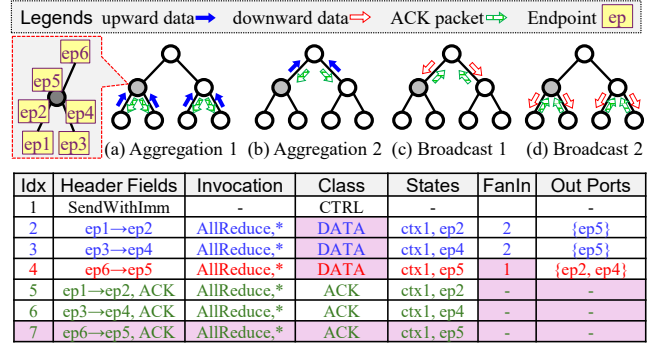 Legends upward data downward data ACK packet Endpoint ep
ep6
ep5
ep2 ep4
ep1 ep3
(a) Aggregation 1 (b) Aggregation 2 (c) Broadcast 1 (d) Broadcast 2
Idx Header Fields Invocation Class States FanIn Out Ports
1 SendWithImm - CTRL - - -
2 ep1→ep2 AllReduce,* DATA ctx1, ep2 2 {ep5}
3 ep3→ep4 AllReduce,* DATA ctx1, ep4 2 {ep5}
4 ep6→ep5 AllReduce,* DATA ctx1, ep5 1 {ep2, ep4}
5 ep1→ep2, ACK AllReduce,* ACK ctx1, ep2 - -
6 ep3→ep4, ACK AllReduce,* ACK ctx1, ep4 - -
7 ep6→ep5, ACK AllReduce,* ACK ctx1, ep5 - -